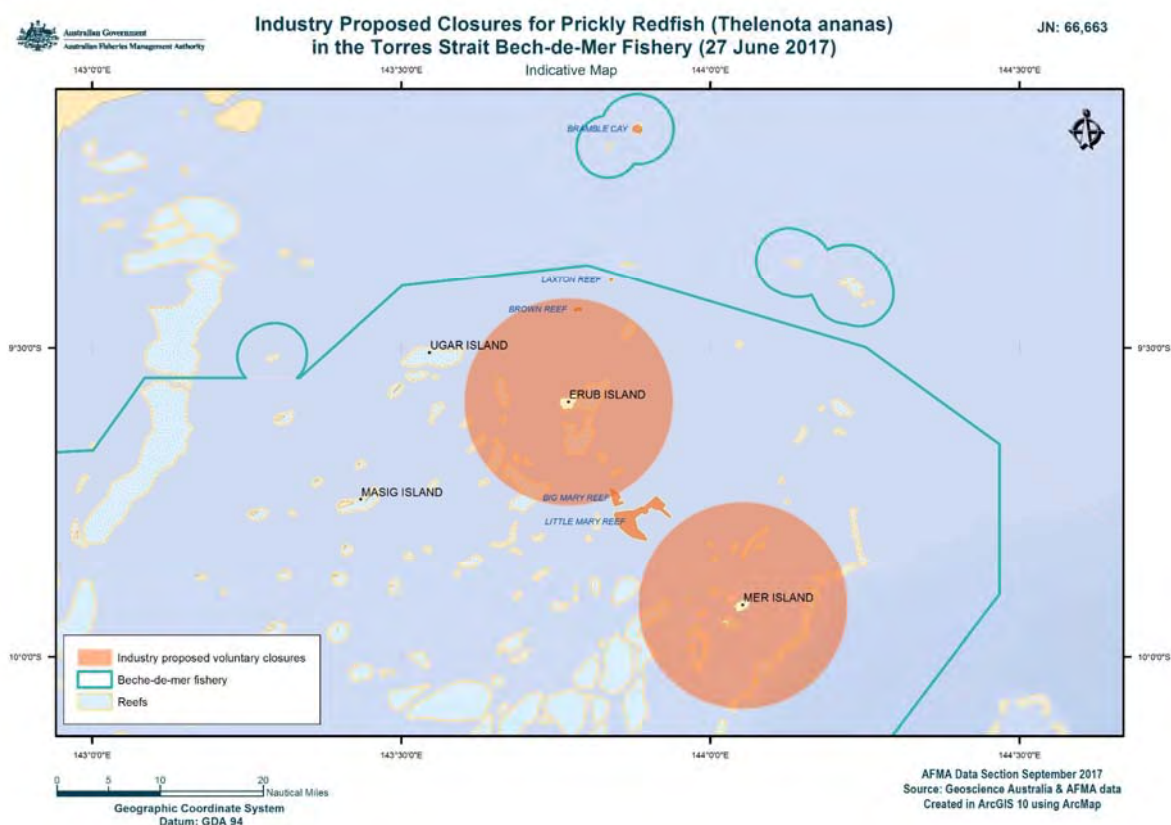 Australian Government
Australian Fisheries Management Authority
Industry Proposed Closures for Prickly Redfish (Thelenota ananas)
in the Torres Strait Bech-de-Mer Fishery (27 June 2017)
Indicative Map
JN: 66,663
143°0'0"E
143°30'0"E
144°0'0"E
144°30'0"E
BRAMBLE CAY
LAXTON REEF
BROWN REEF
9°30'0"S
9°30'0"S
UGAR ISLAND
ERUB ISLAND
MASIG ISLAND
BIG MARY REEF
LITTLE MARY REEF
MER ISLAND
10°0'0"S
10°0'0"S
Industry proposed voluntary closures
Beche-de-mer fishery
Reefs
143°0'0"E
143°30'0"E
144°0'0"E
144°30'0"E
0 5 10 20
Nautical Miles
Geographic Coordinate System
Datum: GDA 94
AFMA Data Section September 2017
Source: Geoscience Australia & AFMA data
Created in ArcGIS 10 using ArcMap